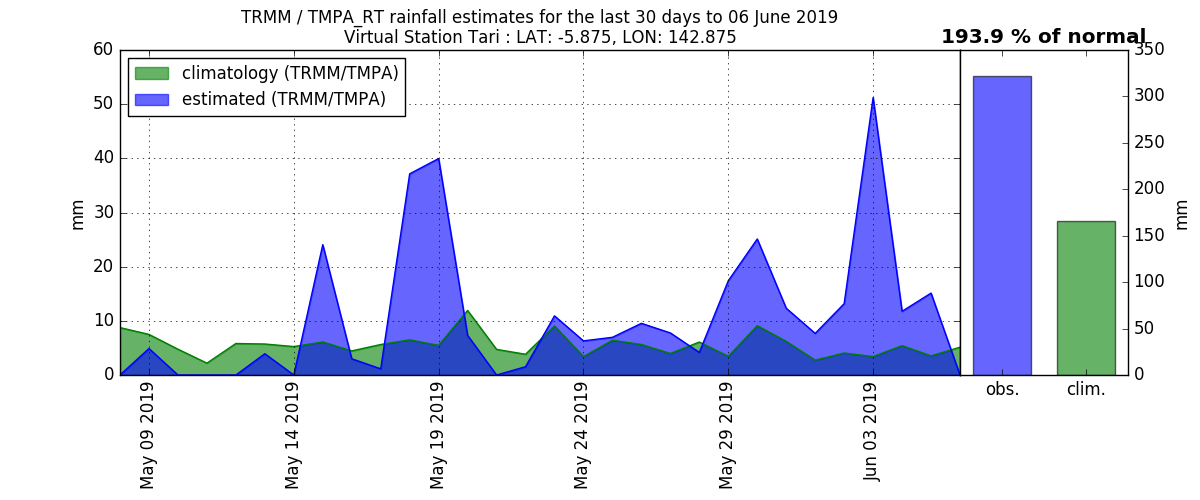 TRMM / TMPA_RT rainfall estimates for the last 30 days to 06 June 2019
Virtual Station Tari : LAT: -5.875, LON: 142.875
193.9 % of normal
climatology (TRMM/TMPA)
estimated (TRMM/TMPA)
mm
60
50
40
30
20
10
0
May 09 2019
May 14 2019
May 19 2019
May 24 2019
May 29 2019
Jun 03 2019
obs.
clim.
350
300
250
200
150
100
50
0
mm